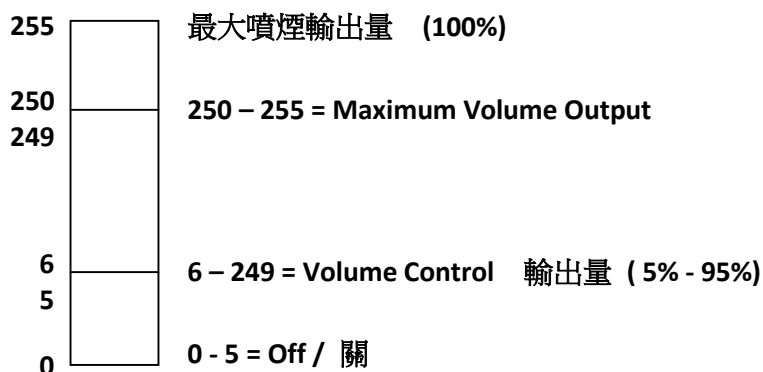 255 最大噴煙輸出量 (100%)
250 250 – 255 = Maximum Volume Output
249
6 6 – 249 = Volume Control 輸出量 ( 5% - 95%)
5
0 0 - 5 = Off / 關